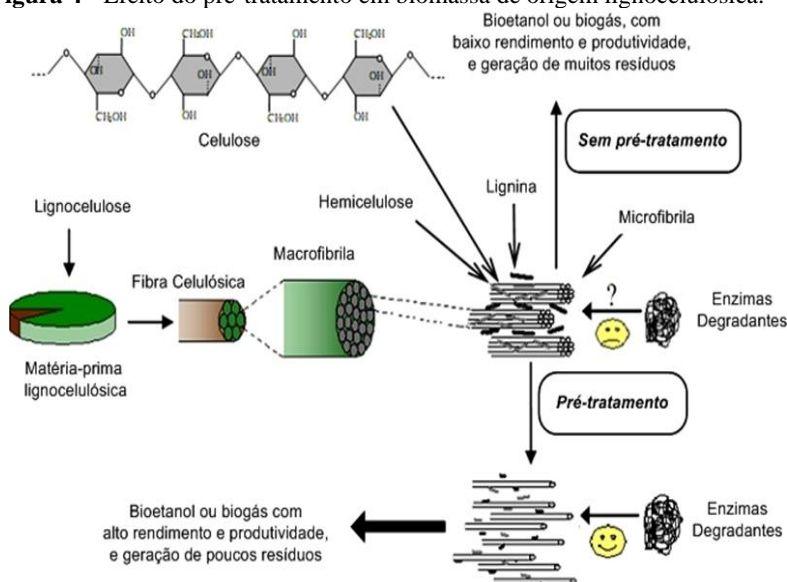 Figura 4 - Efeito do pré-tratamento em biomassa de origem lignocelulósica.
OH
CH₂OH
OH
CH₂OH
OH
OH
OH
OH
CH₂OH
OH
CH₂OH
OH
Celulose
Bioetanol ou biogás, com
baixo rendimento e produtividade,
e geração de muitos resíduos
Sem pré-tratamento
Lignina
Hemicelulose
Microfibrila
Lignocelulose
Macrofibrila
Fibra Celulósica
?
Enzimas
Degradantes
Matéria-prima
lignocelulósica
Pré-tratamento
Bioetanol ou biogás com
alto rendimento e produtividade,
e geração de poucos resíduos
Enzimas
Degradantes